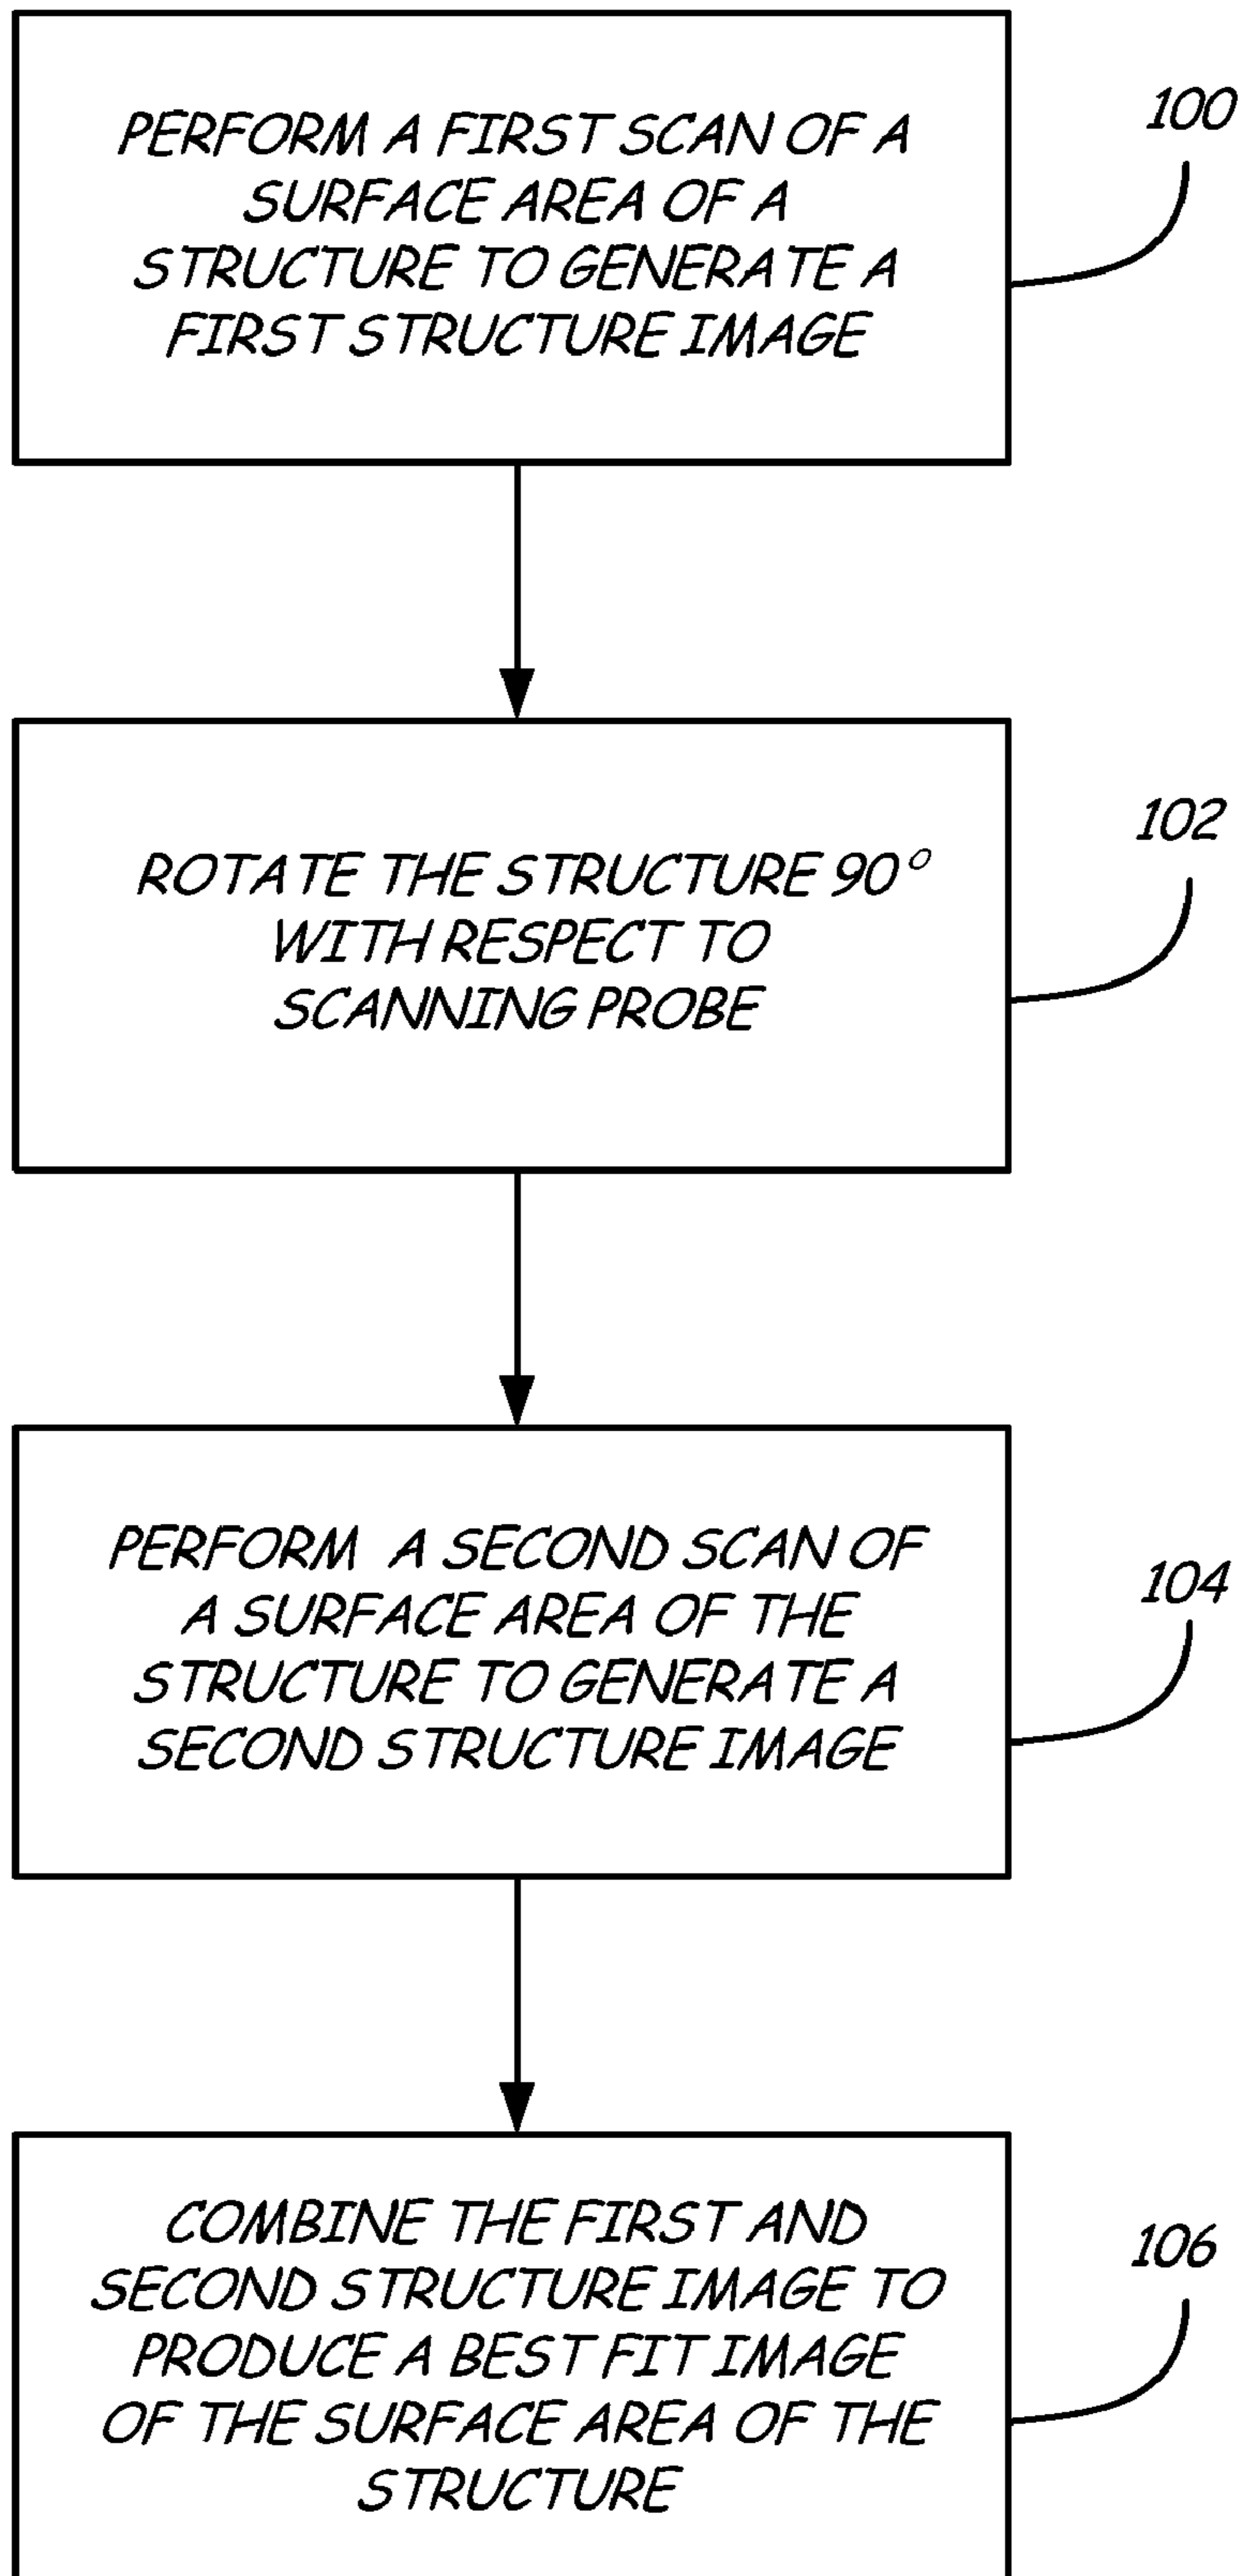 PERFORM A FIRST SCAN OF A
SURFACE AREA OF A
STRUCTURE TO GENERATE A
FIRST STRUCTURE IMAGE
100
ROTATE THE STRUCTURE 90°
WITH RESPECT TO
SCANNING PROBE
102
PERFORM A SECOND SCAN OF
A SURFACE AREA OF THE
STRUCTURE TO GENERATE A
SECOND STRUCTURE IMAGE
104
COMBINE THE FIRST AND
SECOND STRUCTURE IMAGE TO
PRODUCE A BEST FIT IMAGE
OF THE SURFACE AREA OF THE
STRUCTURE
106